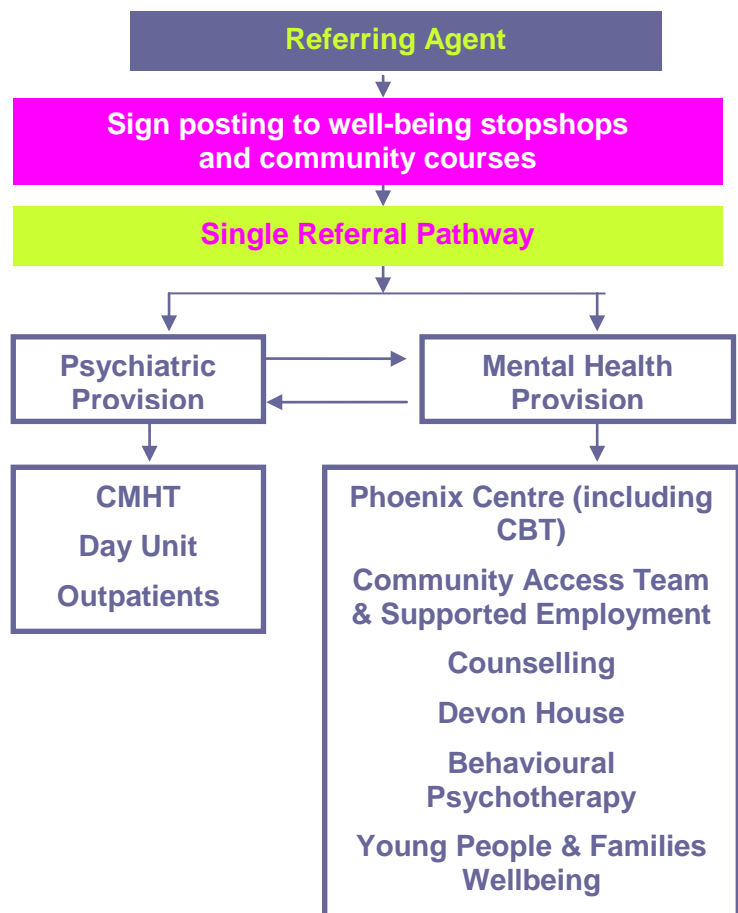 Referring Agent
Sign posting to well-being stopshops
and community courses
Single Referral Pathway
Psychiatric
Provision
Mental Health
Provision
CMHT
Day Unit
Outpatients
Phoenix Centre (including
CBT)
Community Access Team
& Supported Employment
Counselling
Devon House
Behavioural
Psychotherapy
Young People & Families
Wellbeing